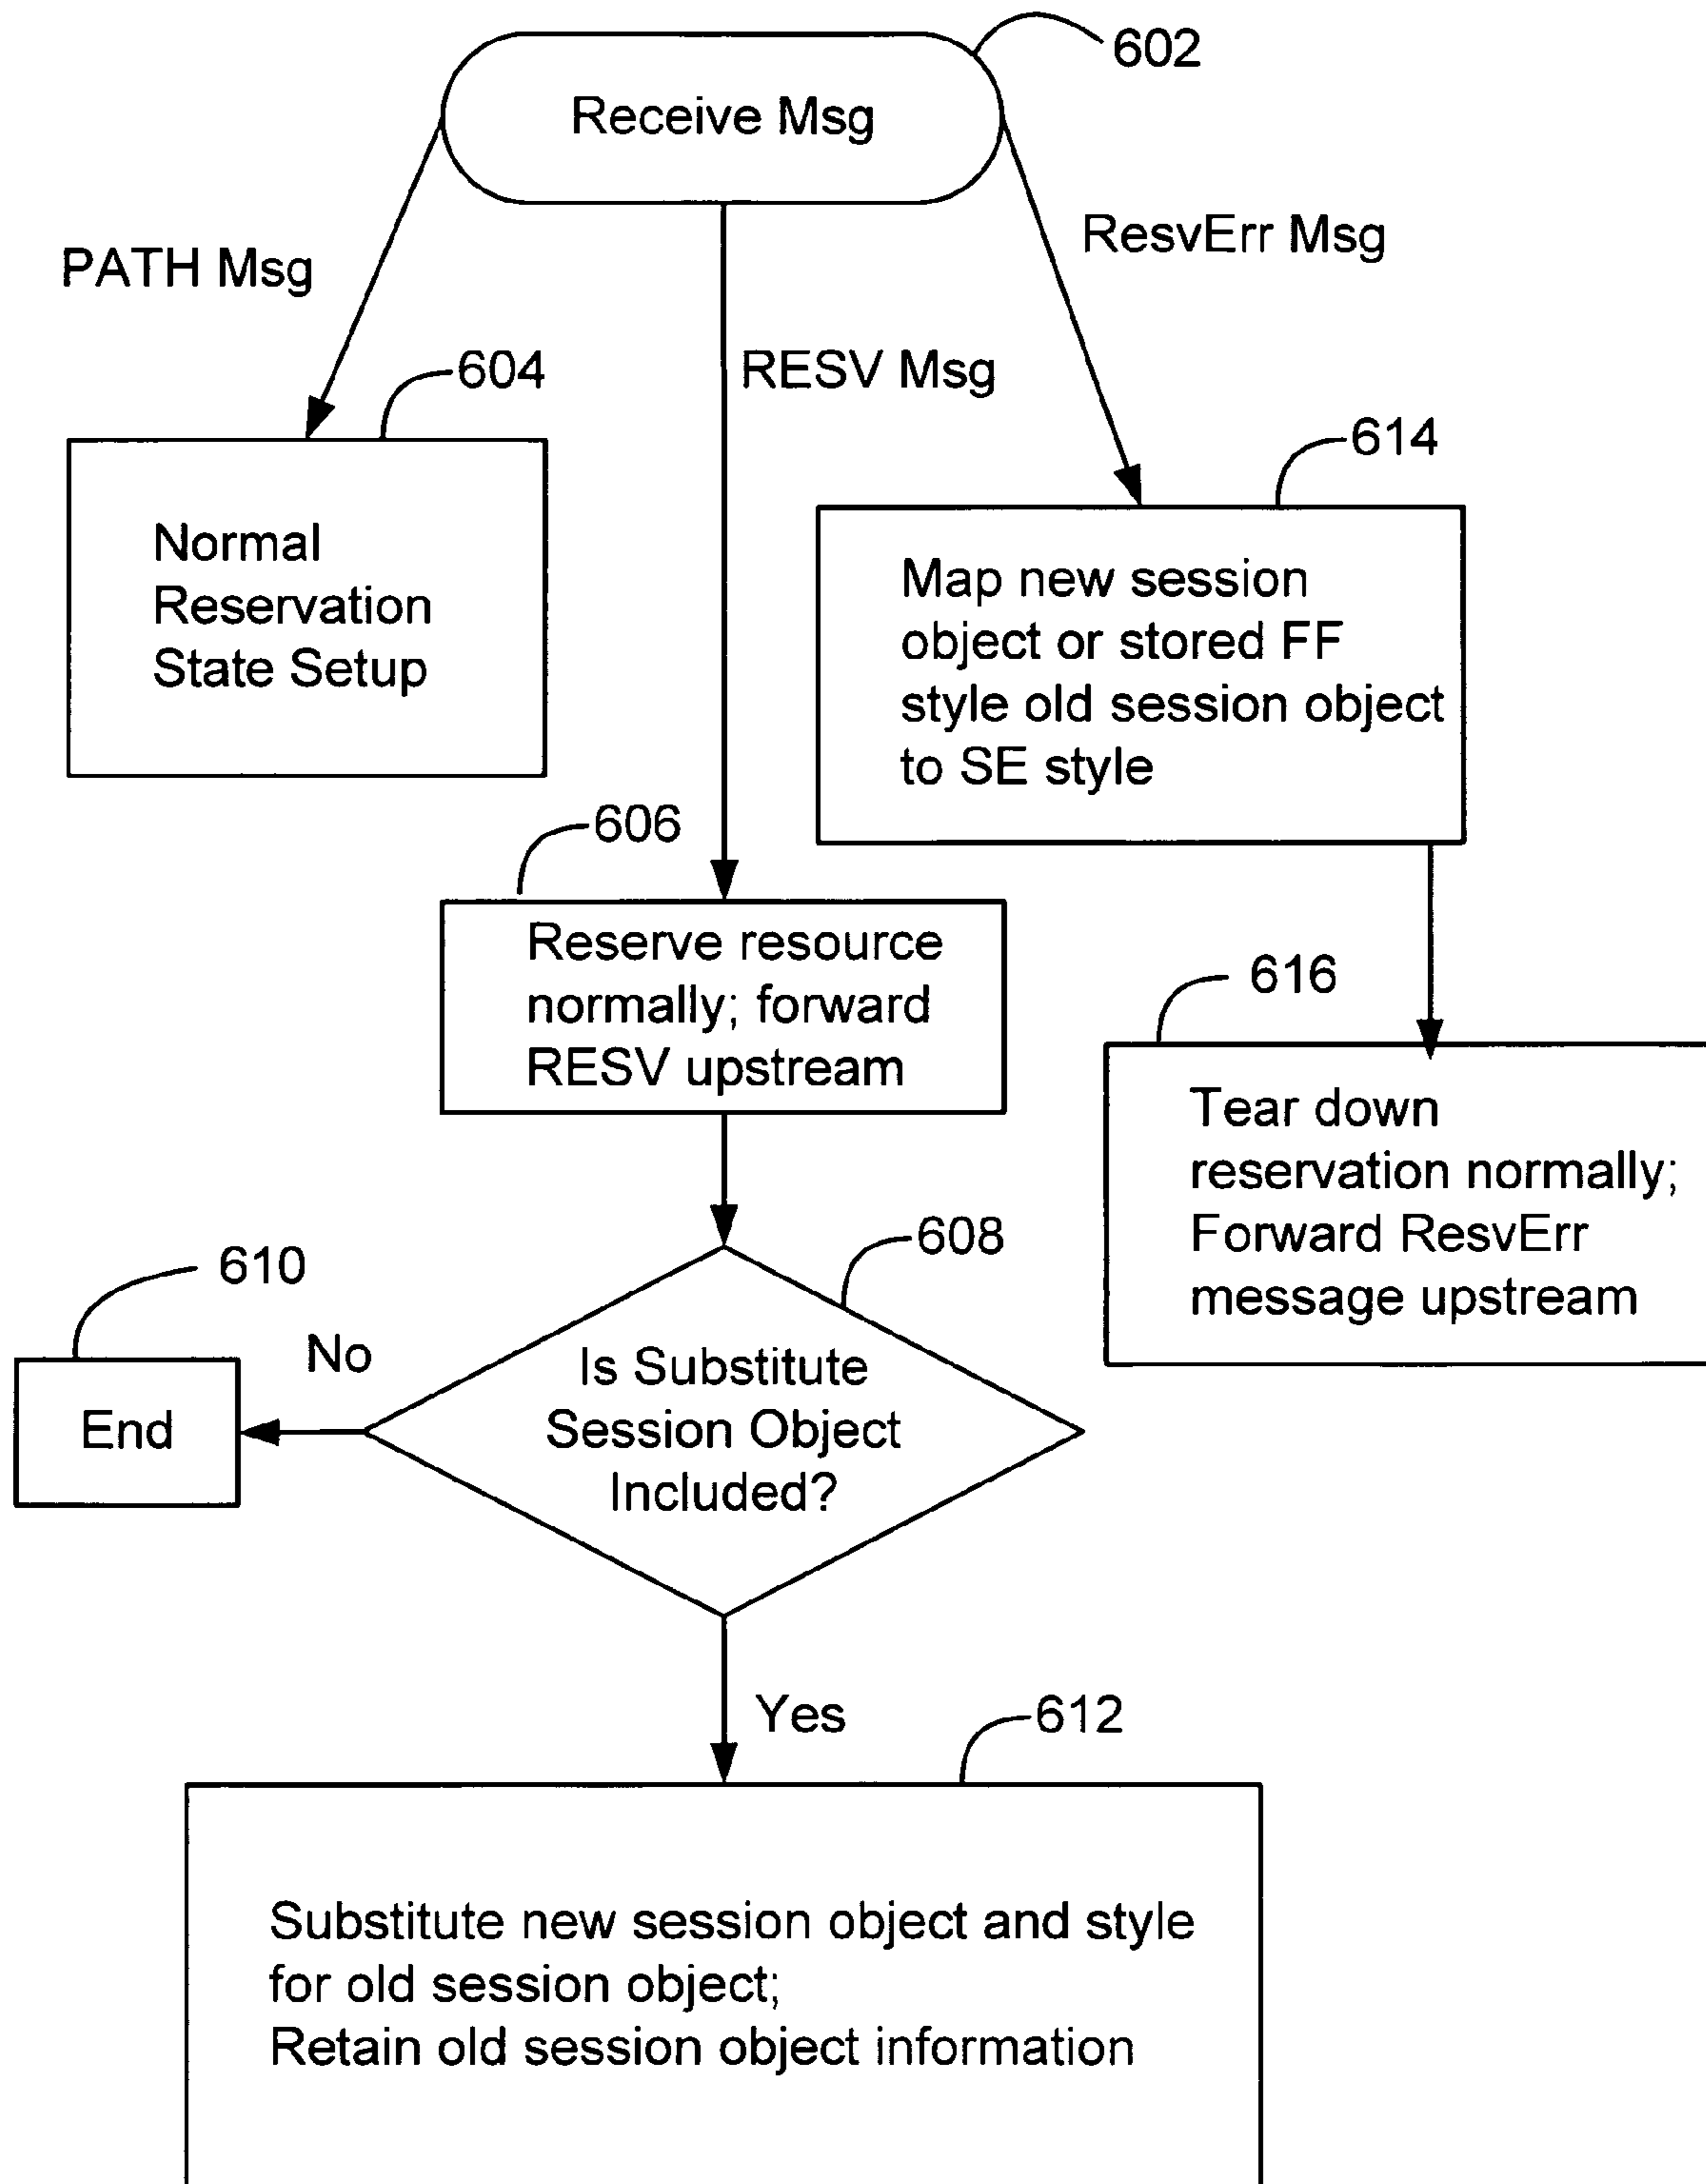 602
Receive Msg
ResvErr Msg
PATH Msg
604
RESV Msg
614
Normal
Reservation
State Setup
Map new session
object or stored FF
style old session object
to SE style
606
Reserve resource
normally; forward
RESV upstream
616
Tear down
reservation normally;
Forward ResvErr
message upstream
608
610
No
End
Is Substitute
Session Object
Included?
Yes
612
Substitute new session object and style
for old session object;
Retain old session object information